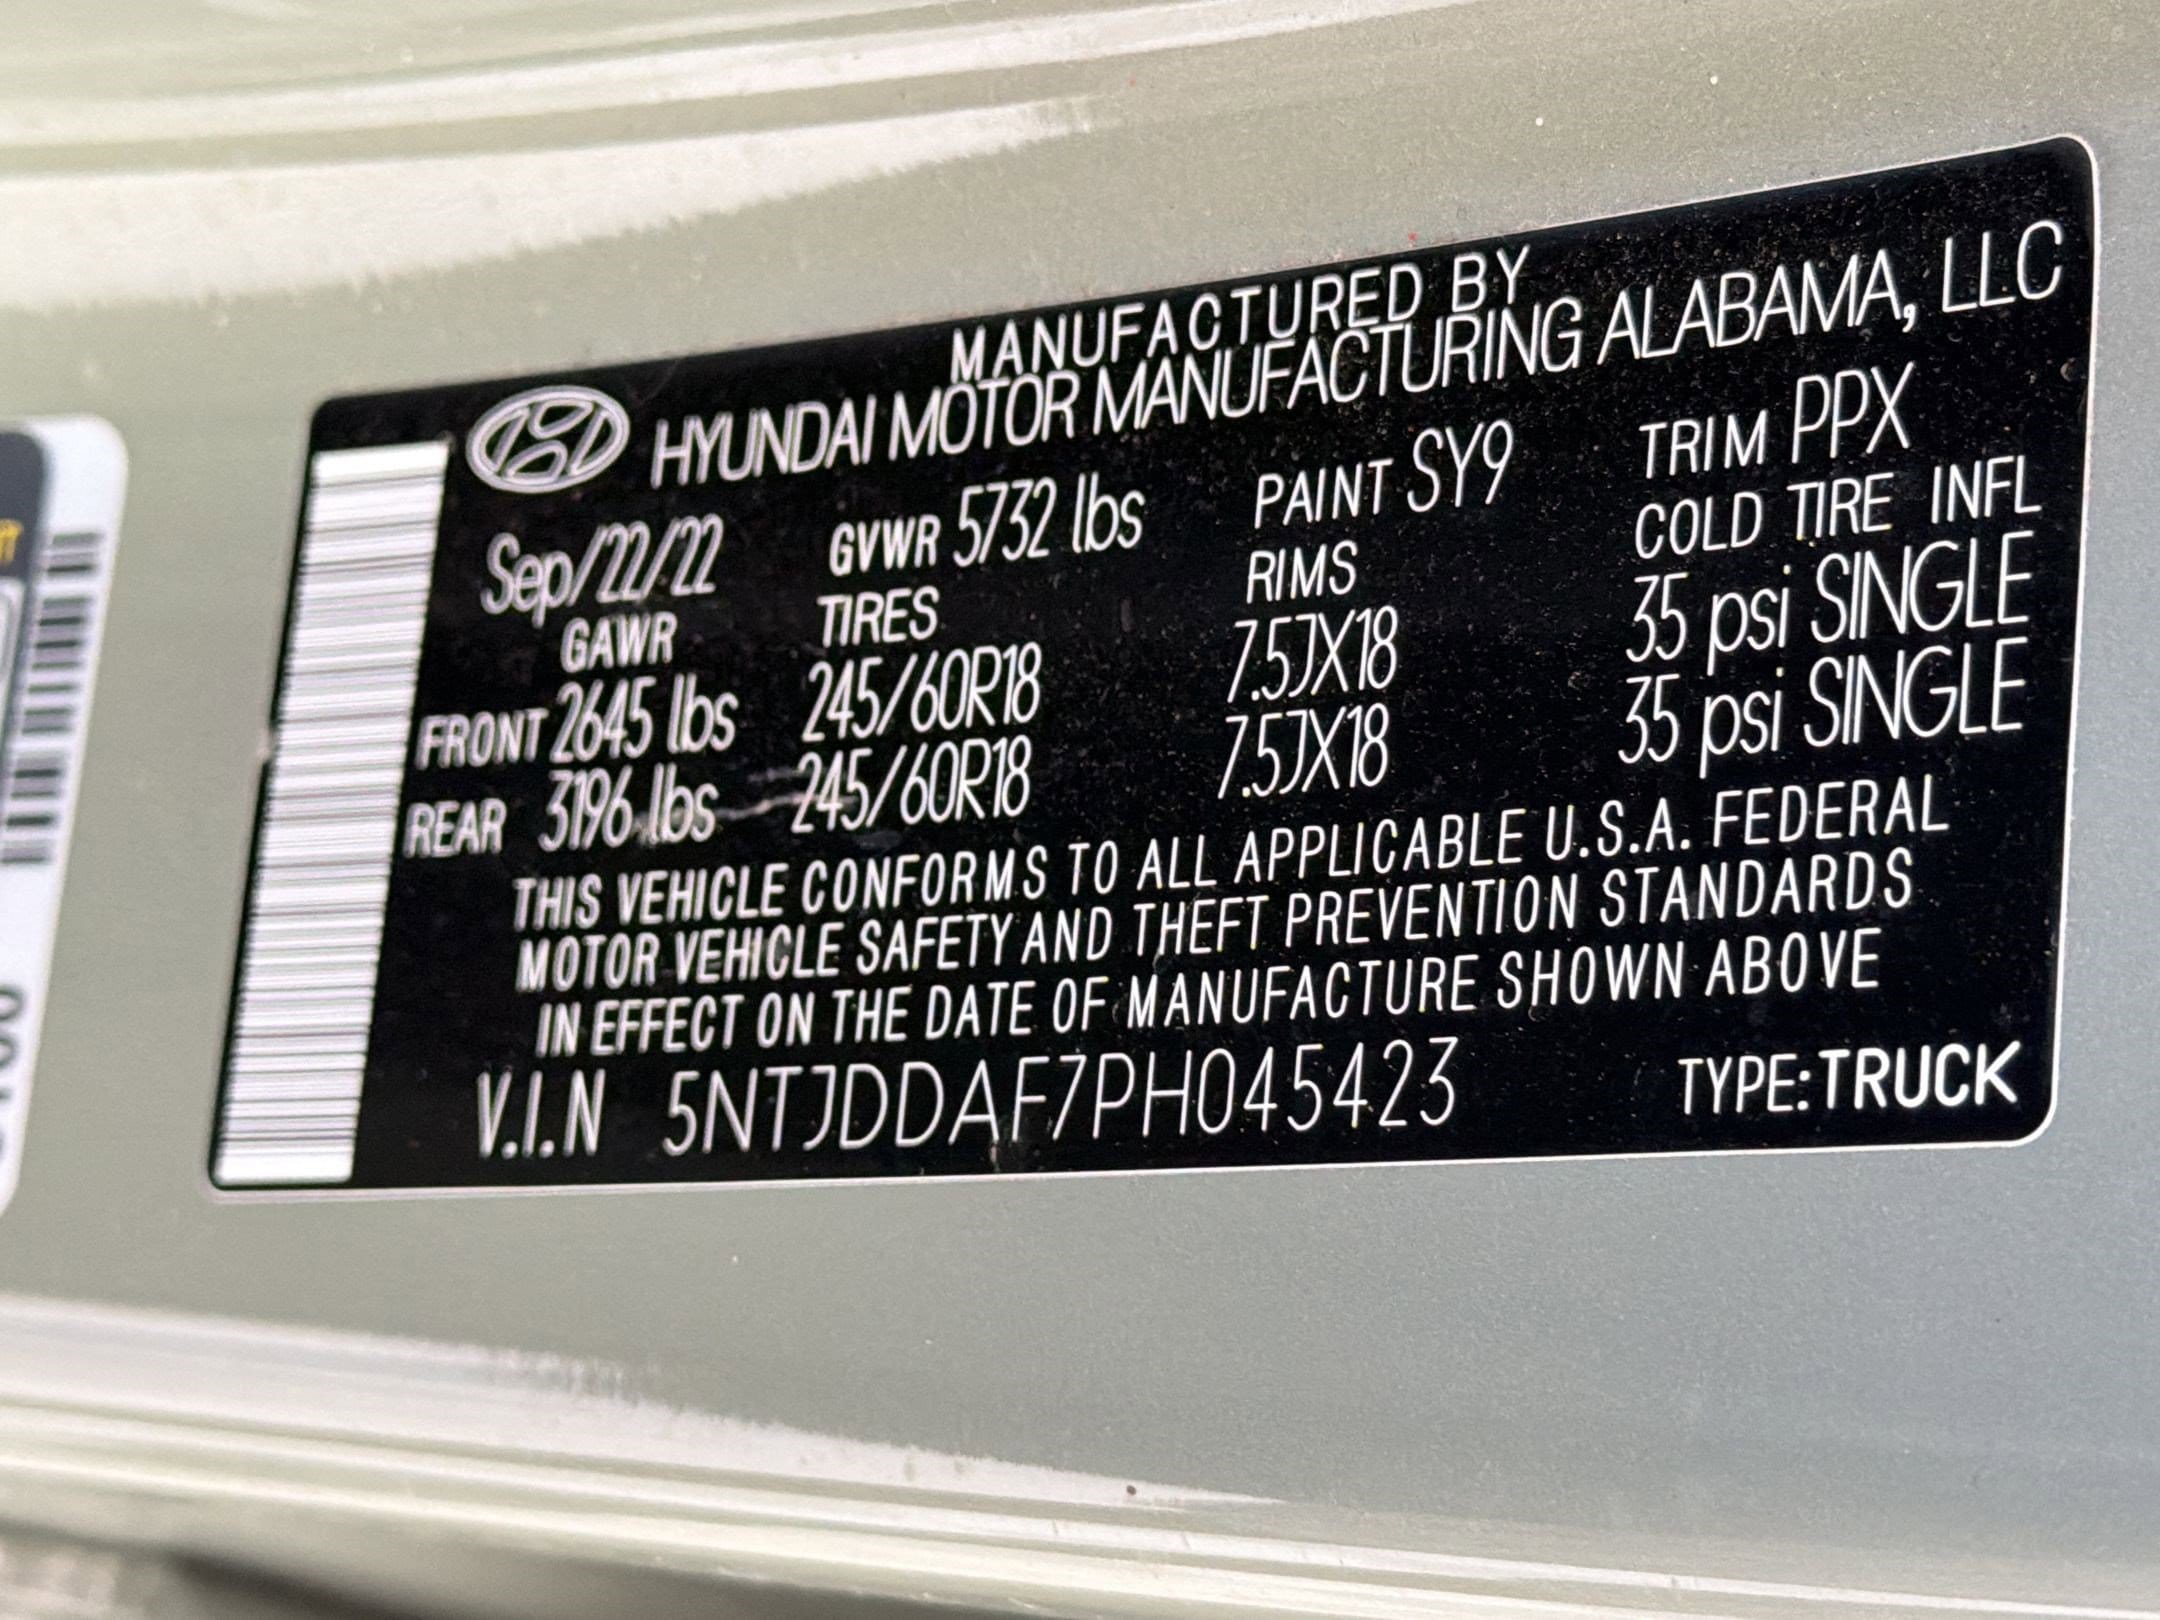 MANUFACTURED BY
HYUNDAI MOTOR MANUFACTURING ALABAMA, LLC
Sep/22/22 GVWR 5732 lbs PAINT SY9 TRIM PPX
GAWR TIRES RIMS COLD TIRE INFL
FRONT 2645 lbs 245/60R18 7.5JX18 35 psi SINGLE
REAR 3196 lbs 245/60R18 7.5JX18 35 psi SINGLE
THIS VEHICLE CONFORMS TO ALL APPLICABLE U.S.A. FEDERAL
MOTOR VEHICLE SAFETY AND THEFT PREVENTION STANDARDS
IN EFFECT ON THE DATE OF MANUFACTURE SHOWN ABOVE
V.I.N 5NTJDDAF7PH045423 TYPE:TRUCK